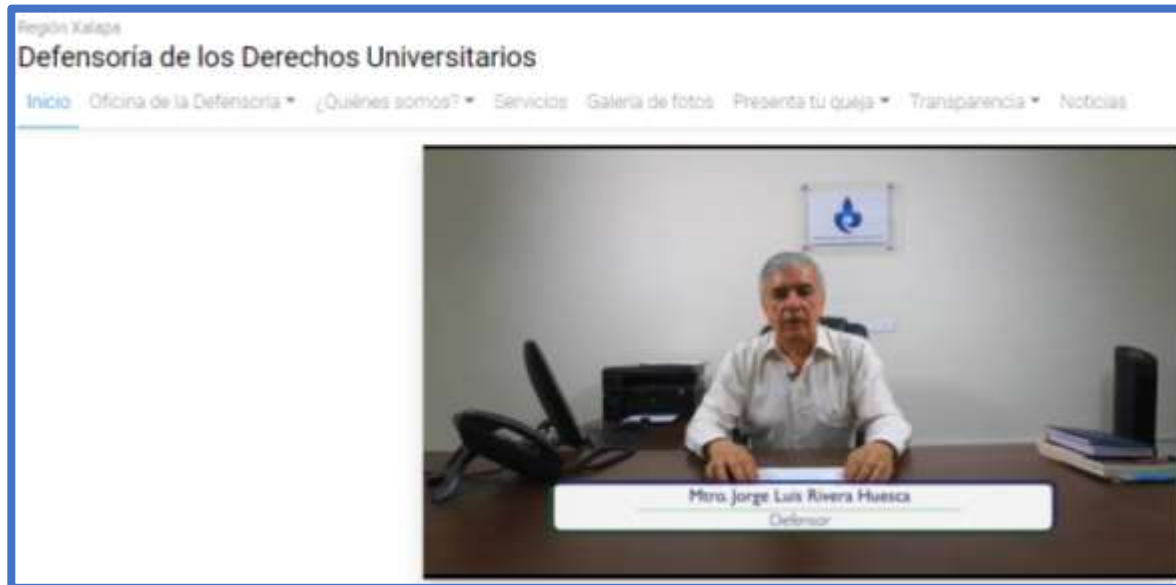 Región Xalapa
Defensoría de los Derechos Universitarios
Inicio Oficina de la Defensoría ¿Quiénes somos? Servicios Galería de fotos Presenta tu queja Transparencia Noticias
Mtro. Jorge Luis Rivera Huesca
Defensor